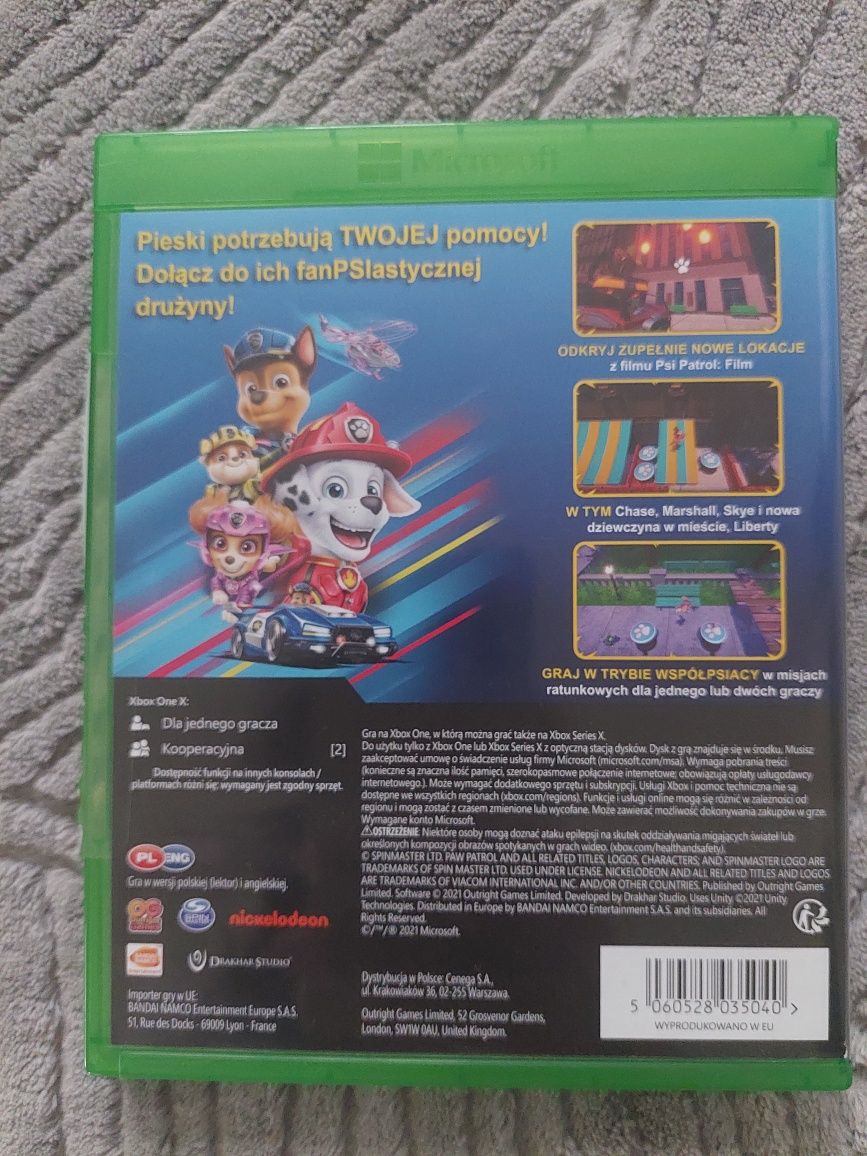 Microsoft
Pieski potrzebują TWOJEJ pomocy!
Dołącz do ich fanPSIastycznej
drużyny!
ODKRYJ ZUPEŁNIE NOWE LOKACJE
z filmu Psi Patrol: Film
W TYM Chase, Marshall, Skye i nowa
dziewczyna w mieście, Liberty
GRAJ W TRYBIE WSPÓŁPSIACY w misjach
ratunkowych dla jednego lub dwóch graczy
Xbox One X:
Dla jednego gracza
Kooperacyjna [2]
Dostępność funkcji na innych konsolach /
platformach różni się; wymagany jest zgodny sprzęt.
Gra na Xbox One, w którą można grać także na Xbox Series X.
Do użytku tylko z Xbox One lub Xbox Series X z optyczną stacją dysków. Dysk z grą znajduje się w środku. Musisz
zaakceptować umowę o świadczenie usług firmy Microsoft (microsoft.com/msa). Wymaga pobrania treści
(konieczne są znaczna ilość pamięci, szerokopasmowe połączenie internetowe; obowiązują opłaty usługodawcy
internetowego.). Może wymagać dodatkowego sprzętu i subskrypcji. Usługi Xbox i pomoc techniczna nie są
dostępne we wszystkich regionach (xbox.com/regions). Funkcje i usługi online mogą się różnić w zależności od
regionu i mogą zostać z czasem zmienione lub wycofane. Może zawierać możliwość dokonywania zakupów w grze.
Wymagane konto Microsoft.
OSTRZEŻENIE: Niektóre osoby mogą doznać ataku epilepsji na skutek oddziaływania migających świateł lub
określonych kompozycji obrazów spotykanych w grach wideo. (xbox.com/healthandsafety).
© SPINMASTER LTD. PAW PATROL AND ALL RELATED TITLES, LOGOS, CHARACTERS; AND SPINMASTER LOGO ARE
TRADEMARKS OF SPIN MASTER LTD. USED UNDER LICENSE. NICKELODEON AND ALL RELATED TITLES AND LOGOS
ARE TRADEMARKS OF VIACOM INTERNATIONAL INC. AND/OR OTHER COUNTRIES. Published by Outright Games
Limited. Software © 2021 Outright Games Limited. Developed by Drakhar Studio. Uses Unity ©2021 Unity
Technologies. Distributed in Europe by BANDAI NAMCO Entertainment S.A.S. and its subsidiaries. All
Rights Reserved.
©/™/® 2021 Microsoft.
PL ENG
Gra w wersji polskiej (lektor) i angielskiej.
SPIN MASTER
nickelodeon
DRAKHAR STUDIO
Importer gry w UE:
BANDAI NAMCO Entertainment Europe S.A.S.
51, Rue des Docks - 69009 Lyon - France
Dystrybucja w Polsce: Cenega S.A.,
ul. Krakowiaków 36, 02-255 Warszawa.
Outright Games Limited, 52 Grosvenor Gardens,
London, SW1W 0AU, United Kingdom.
5 060528 035040 >
WYPRODUKOWANO W EU